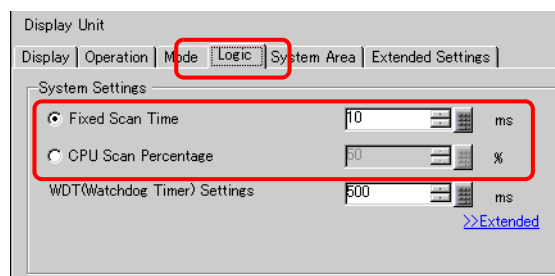 Display Unit
Display Operation Mode Logic System Area Extended Settings
System Settings
Fixed Scan Time 10 ms
CPU Scan Percentage 50 %
WDT(Watchdog Timer) Settings 500 ms
>>Extended